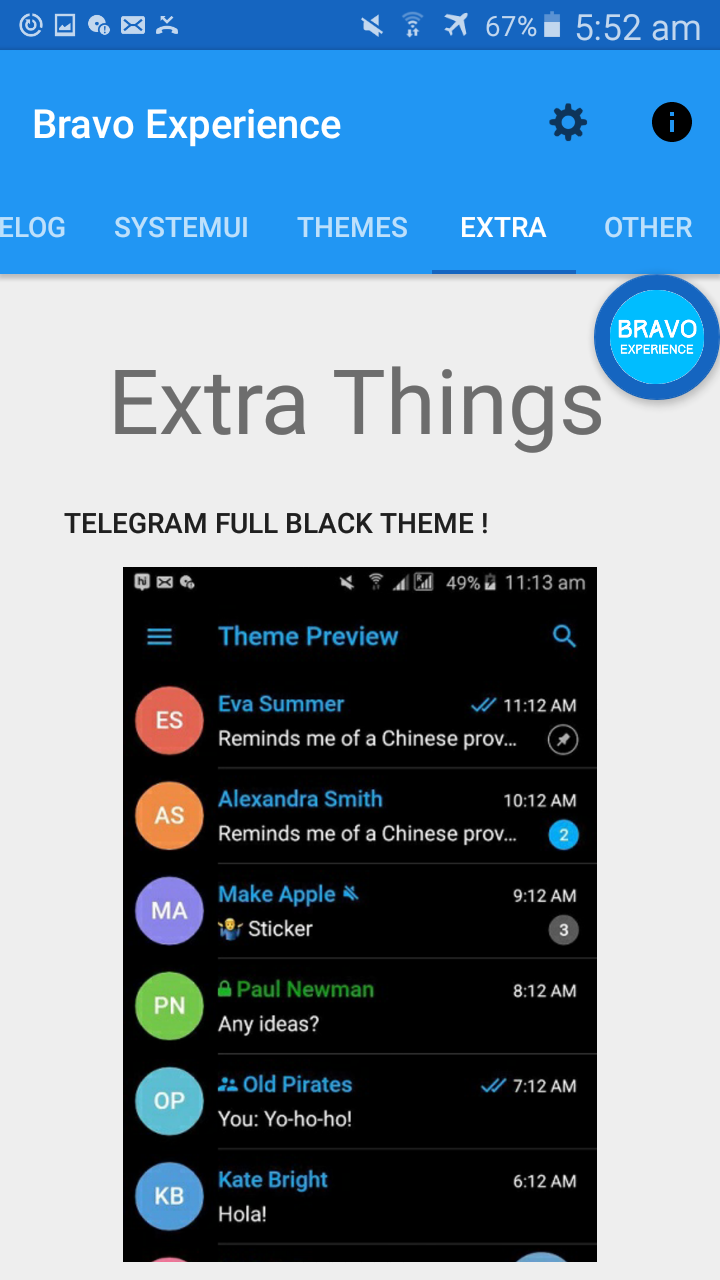 67% 5:52 am
Bravo Experience
ELOG SYSTEMUI THEMES EXTRA OTHER
BRAVO
EXPERIENCE
Extra Things
TELEGRAM FULL BLACK THEME !
hi R 49% 11:13 am
Theme Preview
ES Eva Summer 11:12 AM
Reminds me of a Chinese prov...
AS Alexandra Smith 10:12 AM
Reminds me of a Chinese prov... 2
MA Make Apple 9:12 AM
Sticker 3
PN Paul Newman 8:12 AM
Any ideas?
OP Old Pirates 7:12 AM
You: Yo-ho-ho!
KB Kate Bright 6:12 AM
Hola!